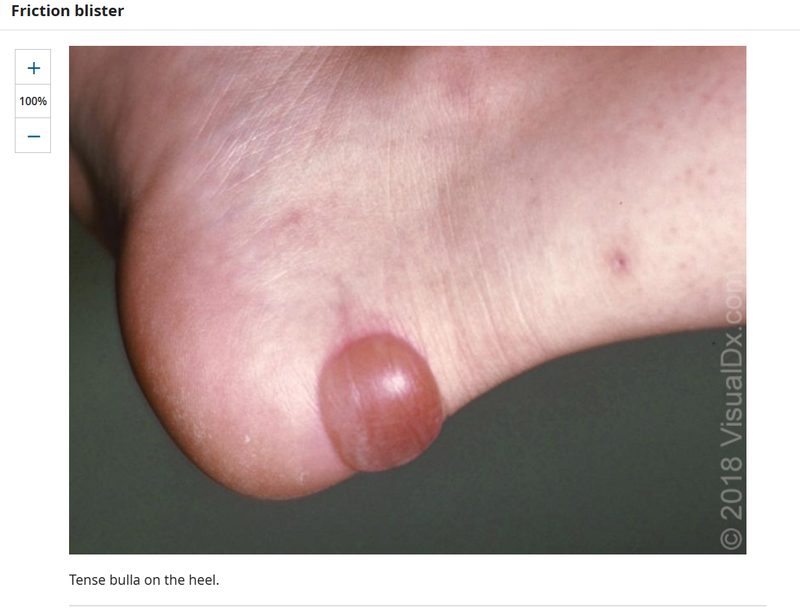 Friction blister
+
100%
−
© 2018 VisualDx.com
Tense bulla on the heel.